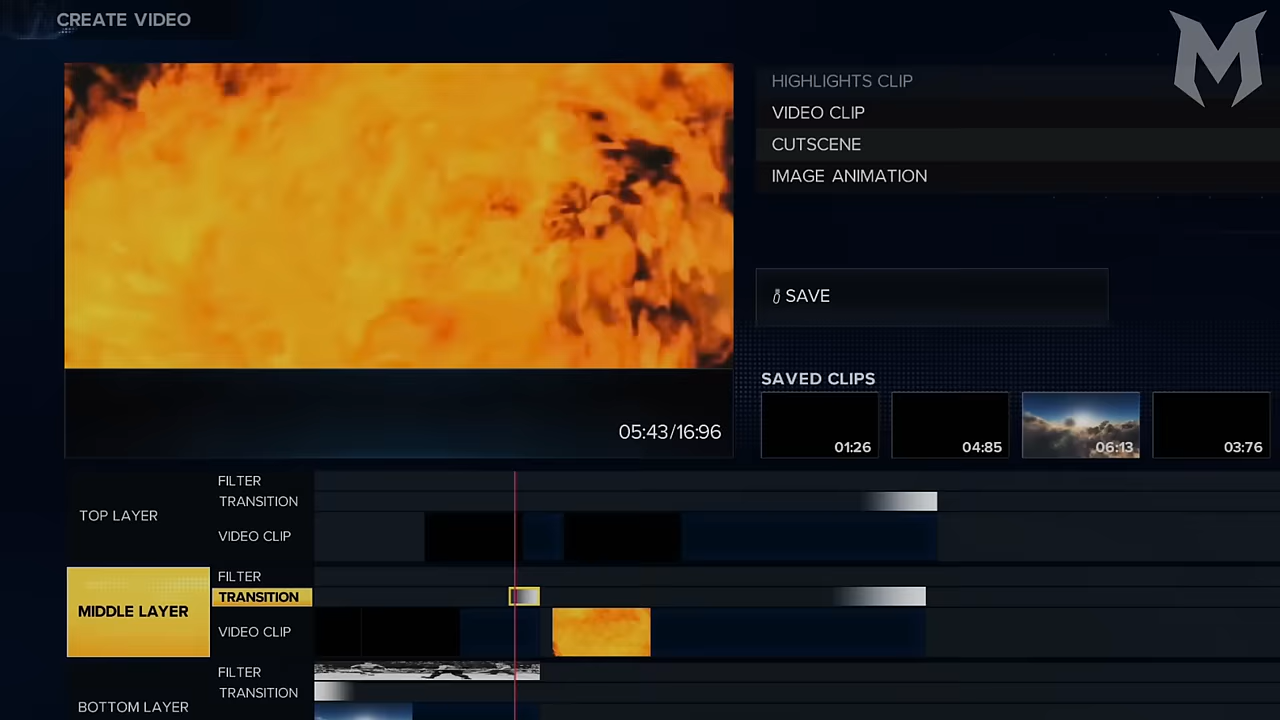 CREATE VIDEO
M
HIGHLIGHTS CLIP
VIDEO CLIP
CUTSCENE
IMAGE ANIMATION
SAVE
05:43/16:96
SAVED CLIPS
01:26
04:85
06:13
03:76
TOP LAYER
FILTER
TRANSITION
VIDEO CLIP
MIDDLE LAYER
FILTER
TRANSITION
VIDEO CLIP
BOTTOM LAYER
FILTER
TRANSITION